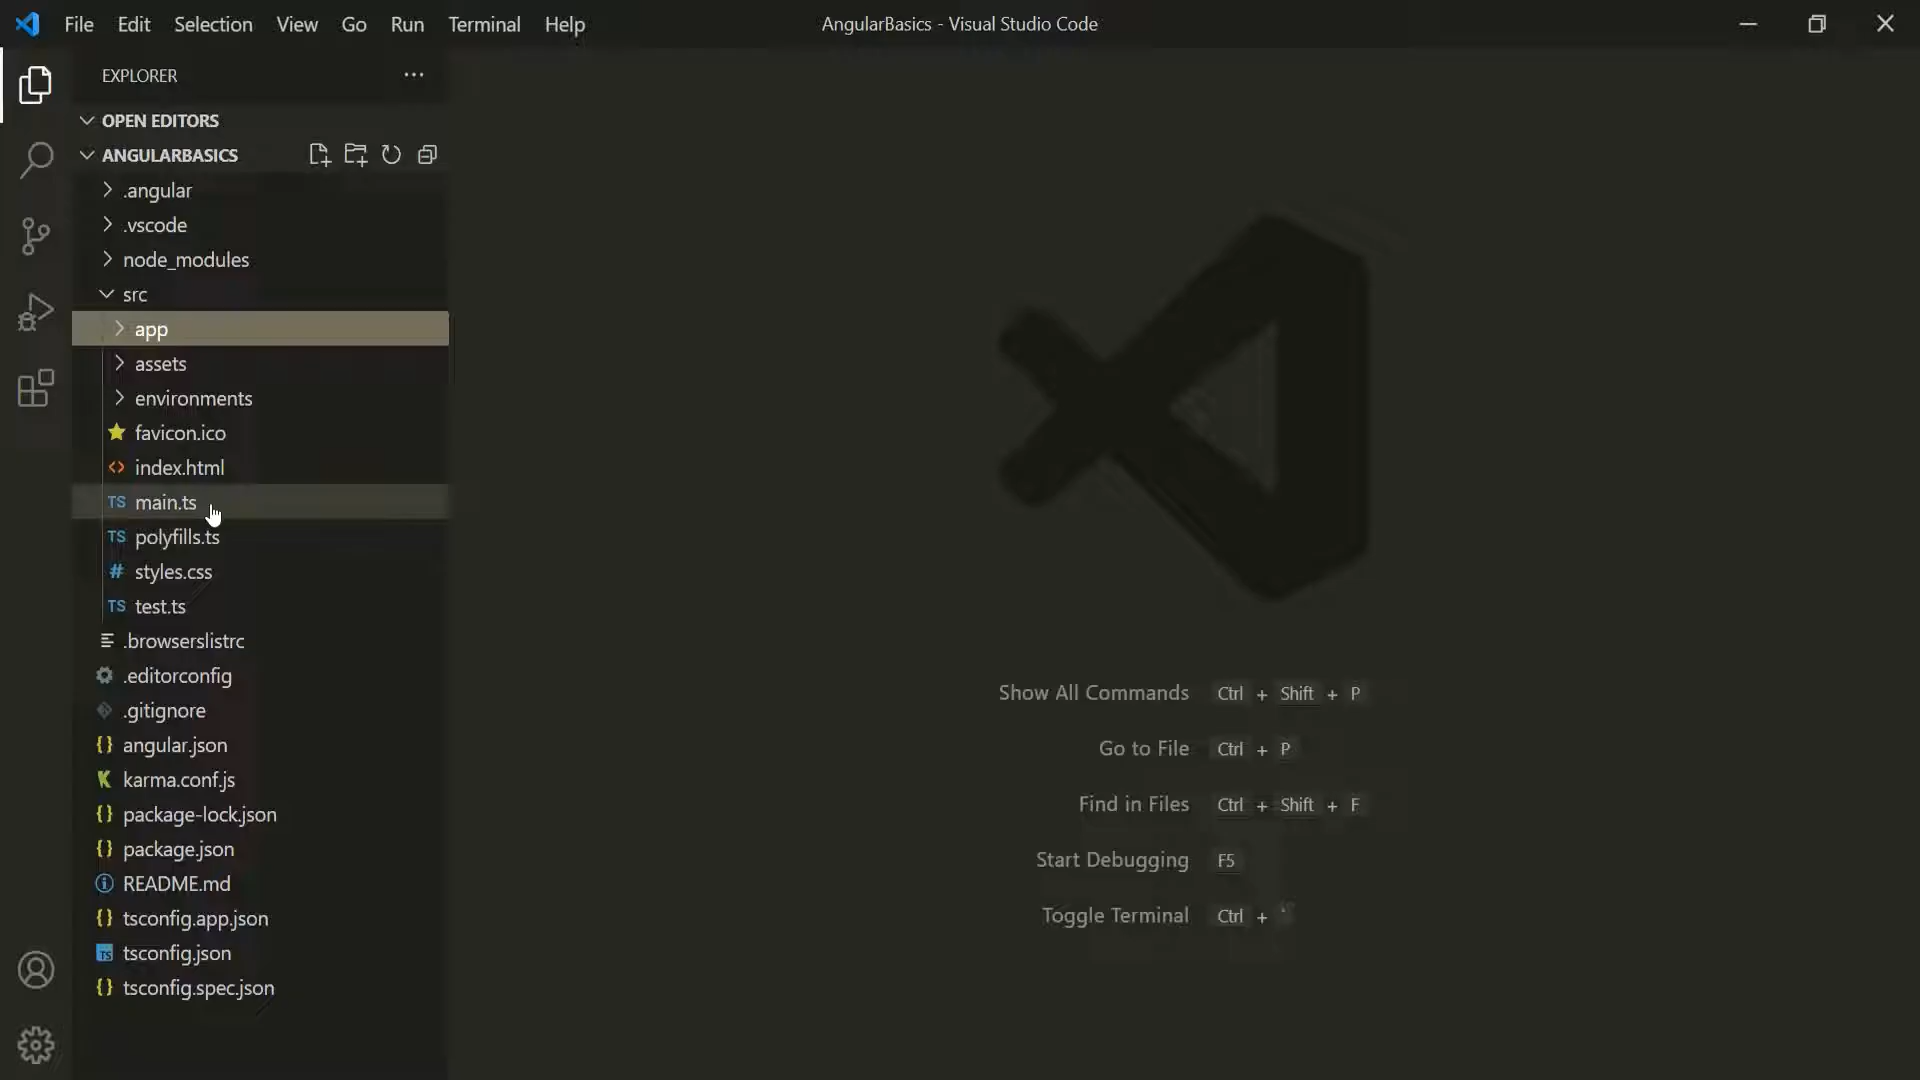 File Edit Selection View Go Run Terminal Help
AngularBasics - Visual Studio Code
EXPLORER
OPEN EDITORS
ANGULARBASICS
.angular
.vscode
node_modules
src
app
assets
environments
favicon.ico
<> index.html
TS main.ts
TS polyfills.ts
# styles.css
TS test.ts
.browserslistrc
.editorconfig
.gitignore
{} angular.json
K karma.conf.js
{} package-lock.json
{} package.json
README.md
{} tsconfig.app.json
TS tsconfig.json
{} tsconfig.spec.json
Show All Commands Ctrl + Shift + P
Go to File Ctrl + P
Find in Files Ctrl + Shift + F
Start Debugging F5
Toggle Terminal Ctrl +